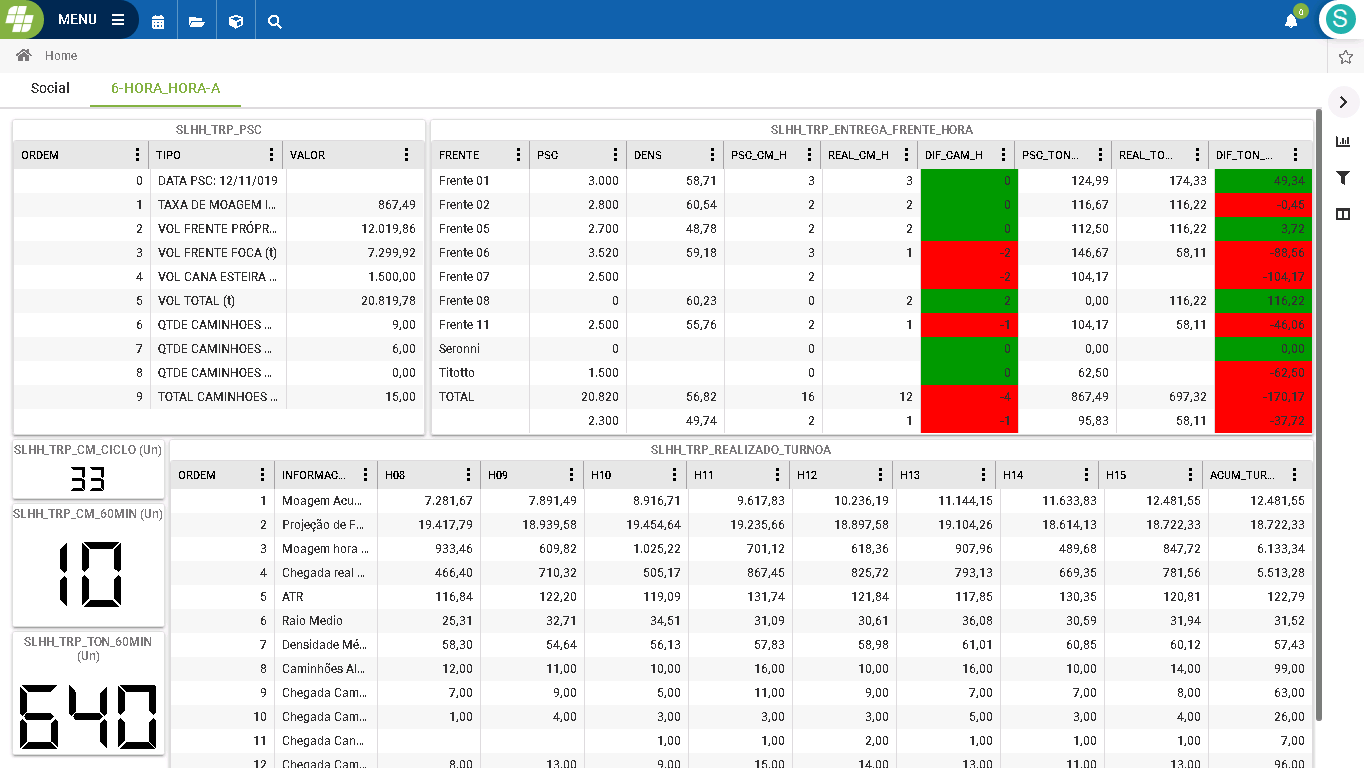 MENU
0
S
Home
Social 6-HORA_HORA-A
SLHH_TRP_PSC
ORDEM TIPO VALOR
0 DATA PSC: 12/11/019
1 TAXA DE MOAGEM I... 867,49
2 VOL FRENTE PRÓPR... 12.019,86
3 VOL FRENTE FOCA (t) 7.299,92
4 VOL CANA ESTEIRA ... 1.500,00
5 VOL TOTAL (t) 20.819,78
6 QTDE CAMINHOES ... 9,00
7 QTDE CAMINHOES ... 6,00
8 QTDE CAMINHOES ... 0,00
9 TOTAL CAMINHOES ... 15,00
SLHH_TRP_ENTREGA_FRENTE_HORA
FRENTE PSC DENS PSC_CM_H REAL_CM_H DIF_CAM_H PSC_TON... REAL_TO... DIF_TON_...
Frente 01 3.000 58,71 3 3 0 124,99 174,33 49,34
Frente 02 2.800 60,54 2 2 0 116,67 116,22 -0,45
Frente 05 2.700 48,78 2 2 0 112,50 116,22 3,72
Frente 06 3.520 59,18 3 1 -2 146,67 58,11 -88,56
Frente 07 2.500 2 -2 104,17 -104,17
Frente 08 0 60,23 0 2 2 0,00 116,22 116,22
Frente 11 2.500 55,76 2 1 -1 104,17 58,11 -46,06
Seronni 0 0 0 0,00 0,00
Titotto 1.500 0 0 62,50 -62,50
TOTAL 20.820 56,82 16 12 -4 867,49 697,32 -170,17
2.300 49,74 2 1 -1 95,83 58,11 -37,72
SLHH_TRP_CM_CICLO (Un)
33
SLHH_TRP_CM_60MIN (Un)
10
SLHH_TRP_TON_60MIN
(Un)
640
SLHH_TRP_REALIZADO_TURNOA
ORDEM INFORMAC... H08 H09 H10 H11 H12 H13 H14 H15 ACUM_TUR...
1 Moagem Acu... 7.281,67 7.891,49 8.916,71 9.617,83 10.236,19 11.144,15 11.633,83 12.481,55 12.481,55
2 Projeção de F... 19.417,79 18.939,58 19.454,64 19.235,66 18.897,58 19.104,26 18.614,13 18.722,33 18.722,33
3 Moagem hora ... 933,46 609,82 1.025,22 701,12 618,36 907,96 489,68 847,72 6.133,34
4 Chegada real ... 466,40 710,32 505,17 867,45 825,72 793,13 669,35 781,56 5.513,28
5 ATR 116,84 122,20 119,09 131,74 121,84 117,85 130,35 120,81 122,79
6 Raio Medio 25,31 32,71 34,51 31,09 30,61 36,08 30,59 31,94 31,52
7 Densidade Mé... 58,30 54,64 56,13 57,83 58,98 61,01 60,85 60,12 57,43
8 Caminhões Al... 12,00 11,00 10,00 16,00 10,00 16,00 10,00 14,00 99,00
9 Chegada Cam... 7,00 9,00 5,00 11,00 9,00 7,00 7,00 8,00 63,00
10 Chegada Cam... 1,00 4,00 3,00 3,00 3,00 5,00 3,00 4,00 26,00
11 Chegada Can... 1,00 1,00 2,00 1,00 1,00 1,00 7,00
12 Chegada Cam... 8,00 13,00 9,00 15,00 14,00 13,00 11,00 13,00 96,00